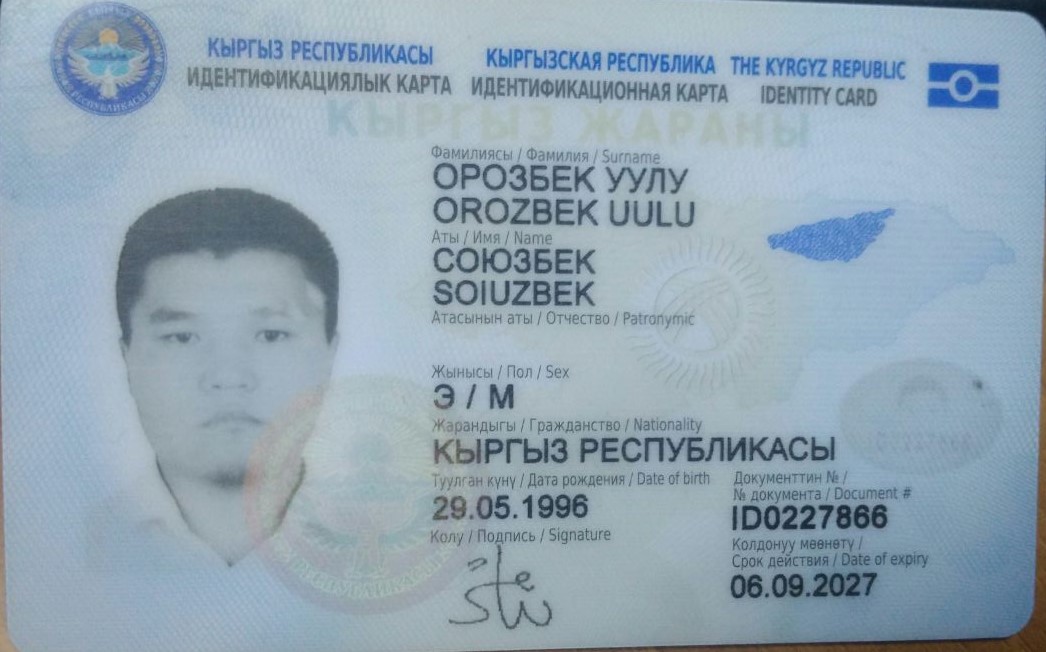 КЫРГЫЗ РЕСПУБЛИКАСЫ КЫРГЫЗСКАЯ РЕСПУБЛИКА THE KYRGYZ REPUBLIC
ИДЕНТИФИКАЦИЯЛЫК КАРТА ИДЕНТИФИКАЦИОННАЯ КАРТА IDENTITY CARD
КЫРГЫЗ ЖАРАНЫ
Фамилиясы / Фамилия / Surname
ОРОЗБЕК УУЛУ
OROZBEK UULU
Аты / Имя / Name
СОЮЗБЕК
SOIUZBEK
Атасынын аты / Отчество / Patronymic
Жынысы / Пол / Sex
Э / М
Жарандыгы / Гражданство / Nationality
КЫРГЫЗ РЕСПУБЛИКАСЫ
Туулган күнү / Дата рождения / Date of birth
29.05.1996
Документтин № /
№ документа / Document #
ID0227866
Колу / Подпись / Signature
Колдонуу мөөнөтү /
Срок действия / Date of expiry
06.09.2027